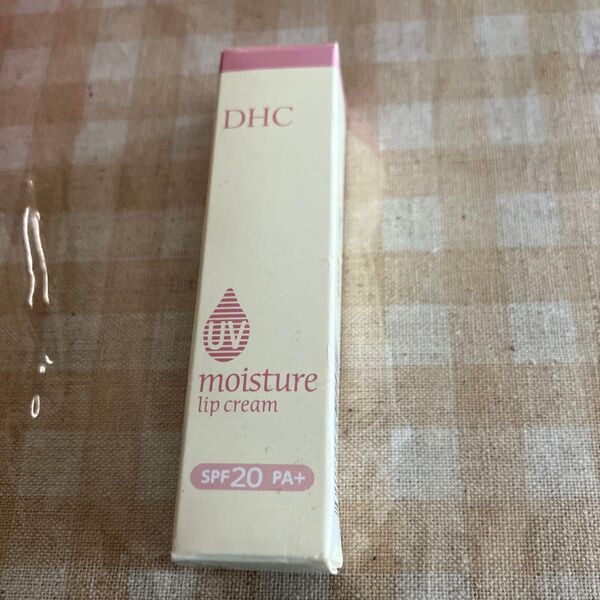 DHC
UV
moisture
lip cream
SPF20 PA+